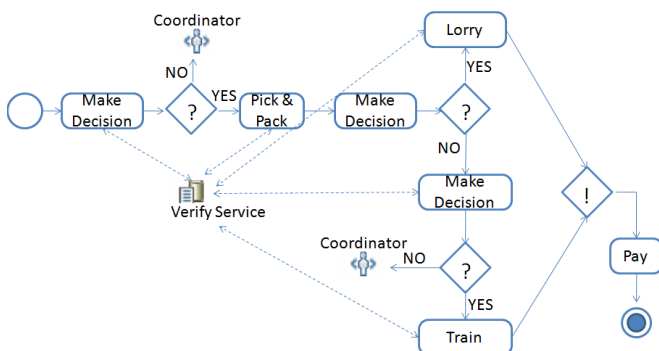 Coordinator
Lorry
NO
YES
YES
Make
Decision
?
Pick &
Pack
Make
Decision
?
NO
Make
Decision
!
Verify Service
Coordinator
NO
?
Pay
YES
Train